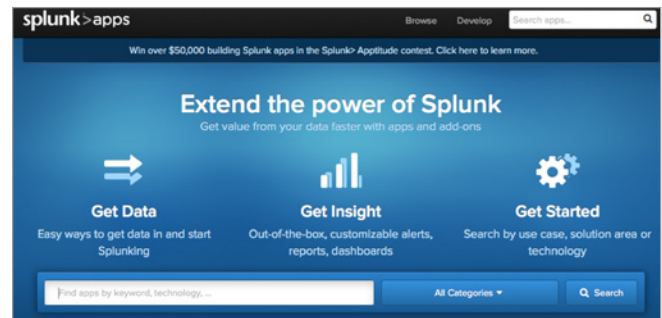 splunk>apps
Browse Develop Search apps...
Win over $50,000 building Splunk apps in the Splunk> Apptitude contest. Click here to learn more.
Extend the power of Splunk
Get value from your data faster with apps and add-ons
Get Data
Easy ways to get data in and start
Splunking
Get Insight
Out-of-the-box, customizable alerts,
reports, dashboards
Get Started
Search by use case, solution area or
technology
Find apps by keyword, technology, ...
All Categories
Search